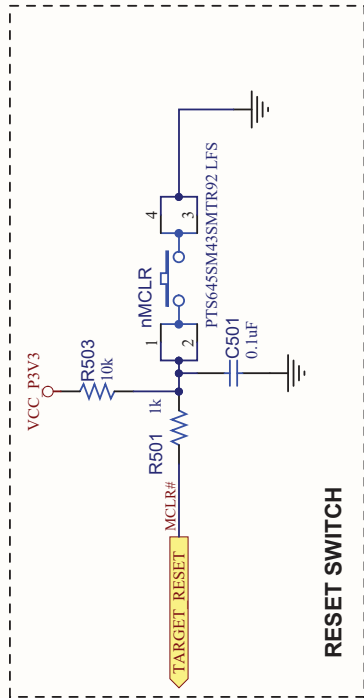 VCC_P3V3
R503
10k
nMCLR
1
2
4
3
PTS645SM43SMTR92 LFS
TARGET_RESET
MCLR#
R501
1k
C501
0.1uF
RESET SWITCH